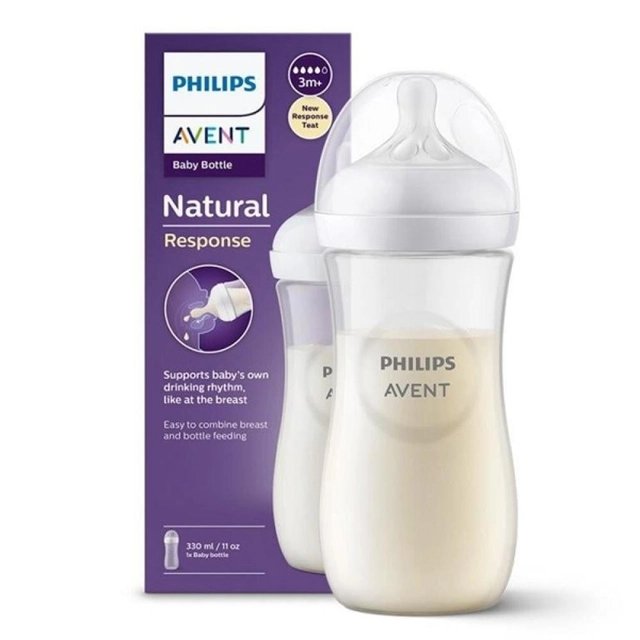 PHILIPS
AVENT
Baby Bottle
3m+
New
Response
Teat
Natural
Response
Supports baby's own
drinking rhythm,
like at the breast
Easy to combine breast
and bottle feeding
330 ml / 11 oz
1x Baby bottle
P
A
PHILIPS
AVENT